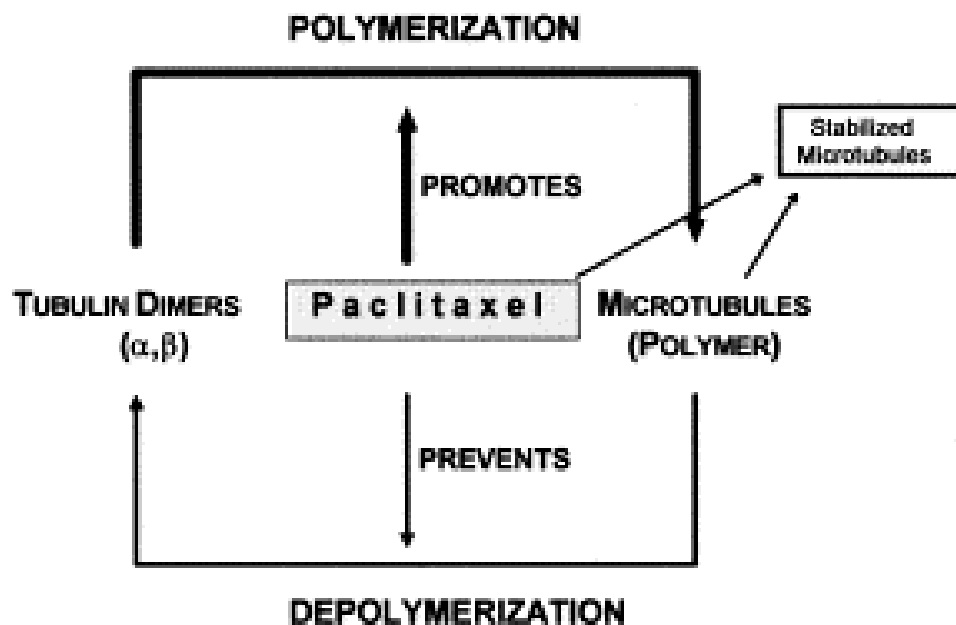 POLYMERIZATION
Stabilized
Microtubules
PROMOTES
TUBULIN DIMERS
(α,β)
Paclitaxel
MICROTUBULES
(POLYMER)
PREVENTS
DEPOLYMERIZATION